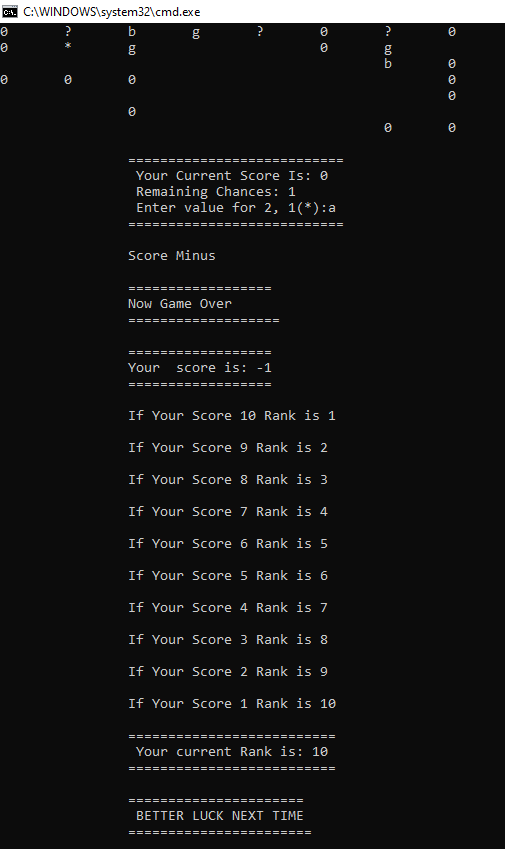 C:\WINDOWS\system32\cmd.exe
0 ? b g ? 0 ? 0
0 * g 0 g
b 0
0 0 0 0
0
0
0 0
===========================
Your Current Score Is: 0
Remaining Chances: 1
Enter value for 2, 1(*):a
===========================
Score Minus
==================
Now Game Over
===================
==================
Your  score is: -1
==================
If Your Score 10 Rank is 1
If Your Score 9 Rank is 2
If Your Score 8 Rank is 3
If Your Score 7 Rank is 4
If Your Score 6 Rank is 5
If Your Score 5 Rank is 6
If Your Score 4 Rank is 7
If Your Score 3 Rank is 8
If Your Score 2 Rank is 9
If Your Score 1 Rank is 10
==========================
Your current Rank is: 10
==========================
======================
BETTER LUCK NEXT TIME
=======================